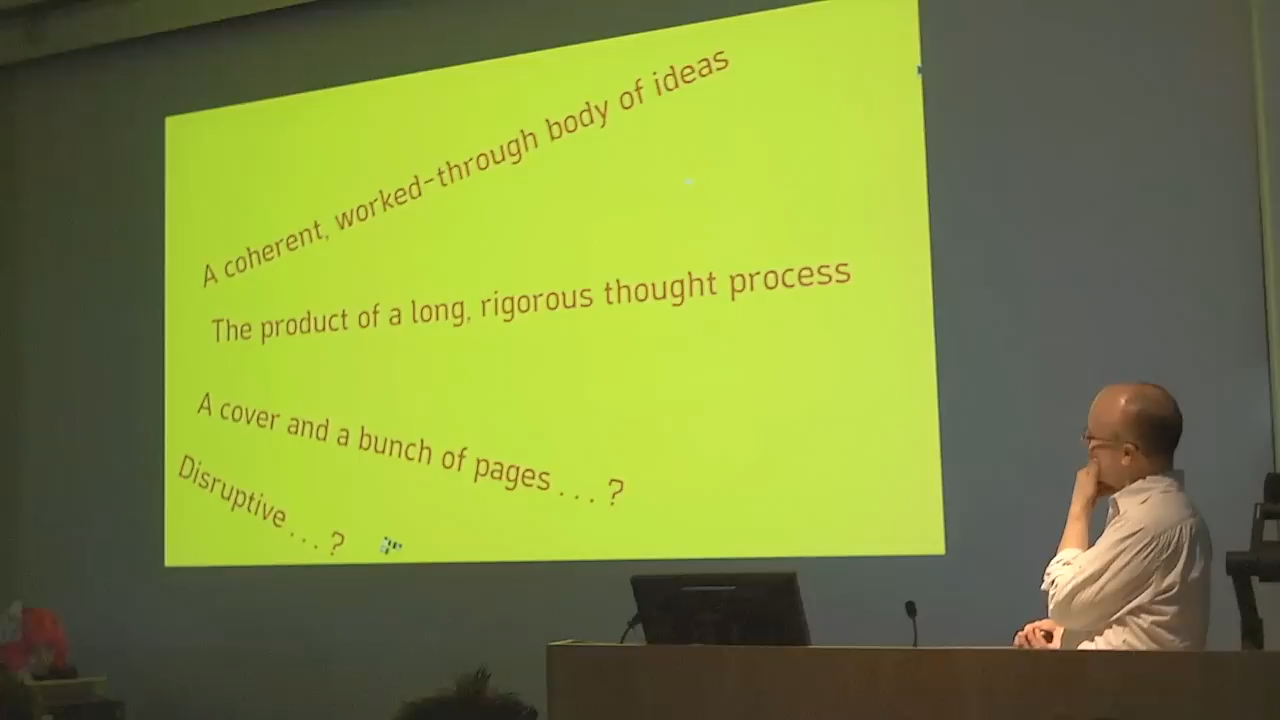 A coherent, worked-through body of ideas
The product of a long, rigorous thought process
A cover and a bunch of pages . . . ?
Disruptive . . . ?